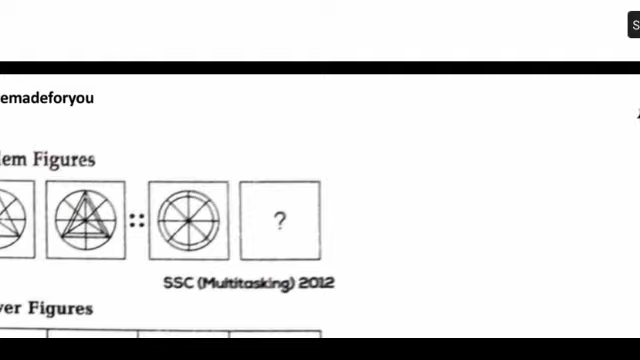 S
emadeforyou
lem Figures
::
?
SSC (Multitasking) 2012
ver Figures